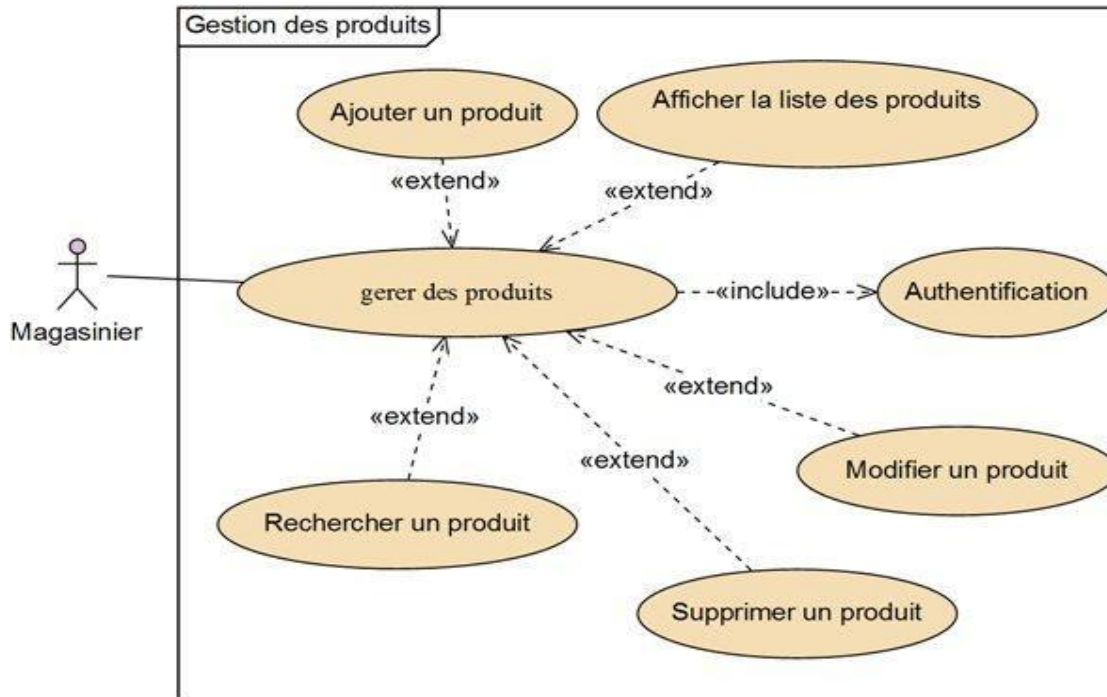 Gestion des produits
Ajouter un produit
Afficher la liste des produits
«extend»
«extend»
gerer des produits
«include»
Authentification
Magasinier
«extend»
«extend»
«extend»
Modifier un produit
Rechercher un produit
Supprimer un produit